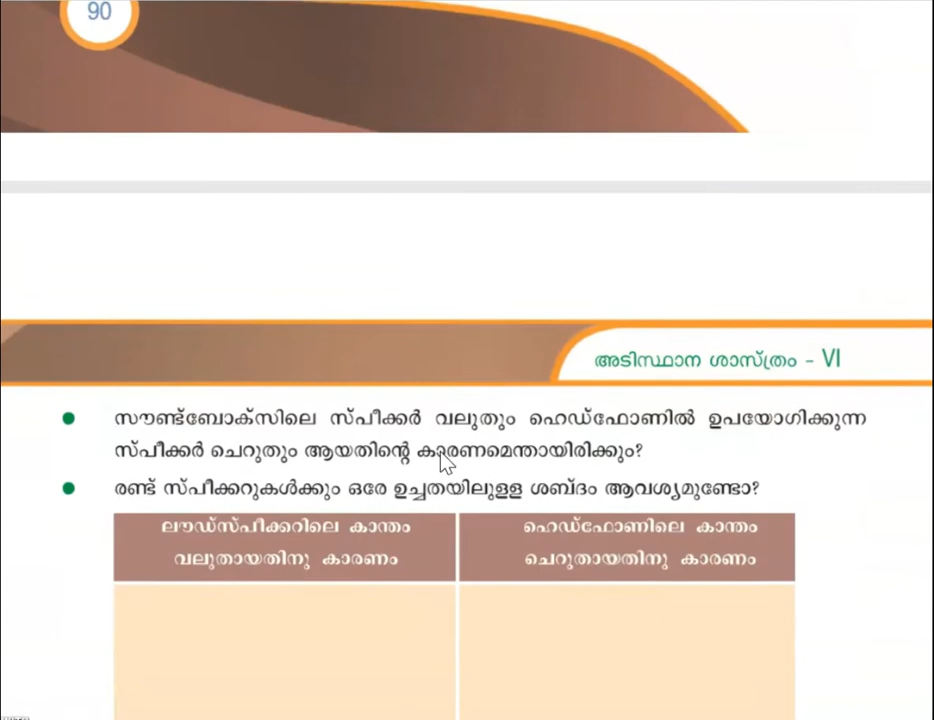 90
അടിസ്ഥാന ശാസ്ത്രം - VI
● സൗണ്ട്ബോക്സിലെ സ്പീക്കർ വലുതും ഹെഡ്ഫോണിൽ ഉപയോഗിക്കുന്ന
സ്പീക്കർ ചെറുതും ആയതിന്റെ കാരണമെന്തായിരിക്കും?
● രണ്ട് സ്പീക്കറുകൾക്കും ഒരേ ഉച്ചതയിലുള്ള ശബ്ദം ആവശ്യമുണ്ടോ?
ലൗഡ്സ്പീക്കറിലെ കാന്തം
വലുതായതിനു കാരണം
ഹെഡ്ഫോണിലെ കാന്തം
ചെറുതായതിനു കാരണം